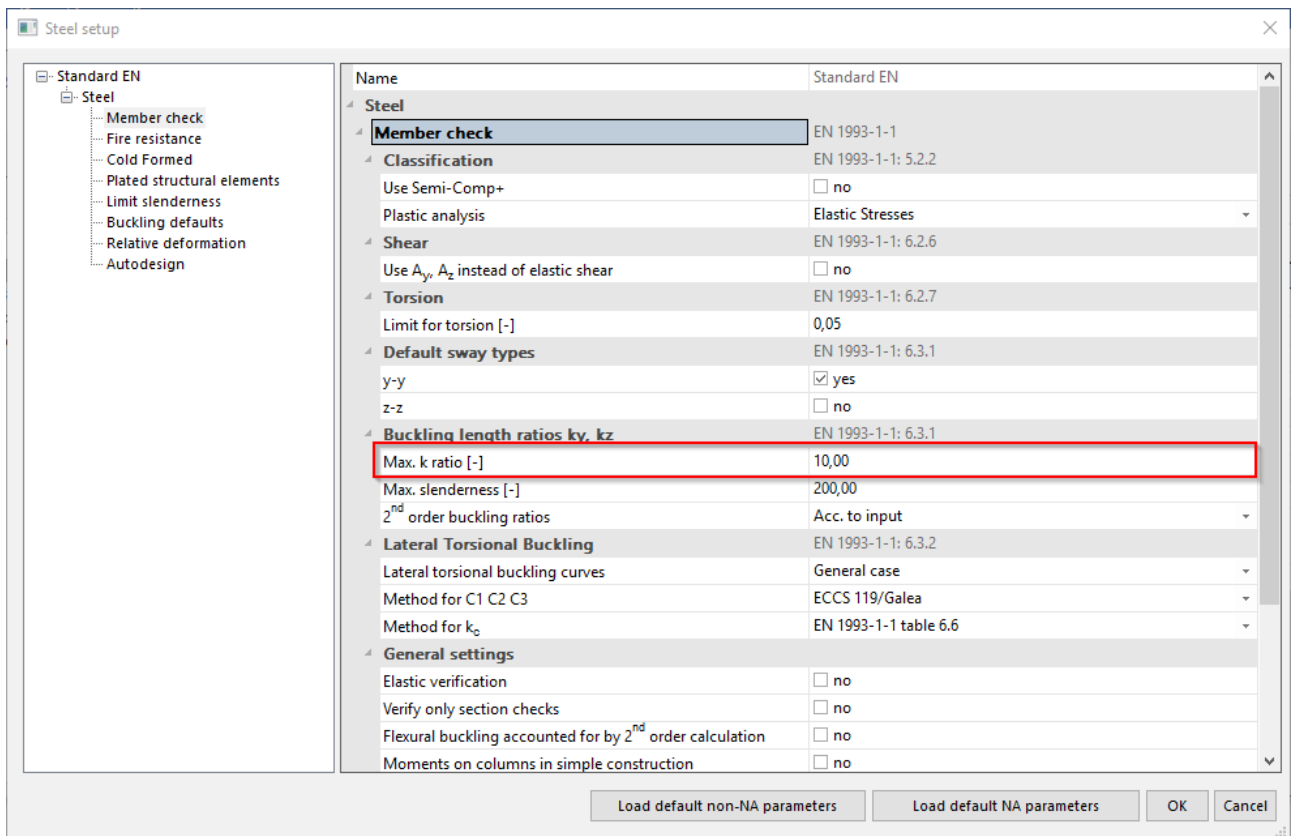 Steel setup
Standard EN
Steel
Member check
Fire resistance
Cold Formed
Plated structural elements
Limit slenderness
Buckling defaults
Relative deformation
Autodesign
Name Standard EN
Steel
Member check EN 1993-1-1
Classification EN 1993-1-1: 5.2.2
Use Semi-Comp+ no
Plastic analysis Elastic Stresses
Shear EN 1993-1-1: 6.2.6
Use Ay, Az instead of elastic shear no
Torsion EN 1993-1-1: 6.2.7
Limit for torsion [-] 0,05
Default sway types EN 1993-1-1: 6.3.1
y-y yes
z-z no
Buckling length ratios ky, kz EN 1993-1-1: 6.3.1
Max. k ratio [-] 10,00
Max. slenderness [-] 200,00
2nd order buckling ratios Acc. to input
Lateral Torsional Buckling EN 1993-1-1: 6.3.2
Lateral torsional buckling curves General case
Method for C1 C2 C3 ECCS 119/Galea
Method for kc EN 1993-1-1 table 6.6
General settings
Elastic verification no
Verify only section checks no
Flexural buckling accounted for by 2nd order calculation no
Moments on columns in simple construction no
Load default non-NA parameters Load default NA parameters OK Cancel